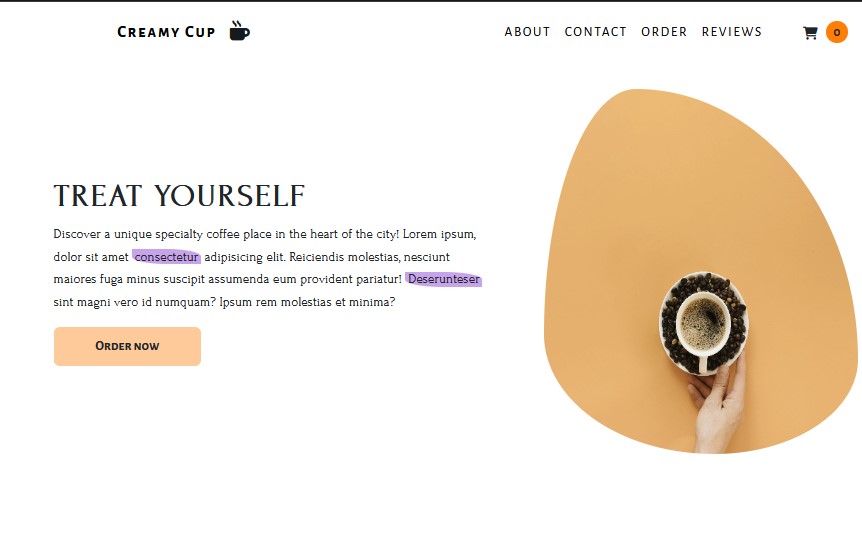 Creamy Cup
ABOUT CONTACT ORDER REVIEWS 0
TREAT YOURSELF
Discover a unique specialty coffee place in the heart of the city! Lorem ipsum,
dolor sit amet consectetur adipisicing elit. Reiciendis molestias, nesciunt
maiores fuga minus suscipit assumenda eum provident pariatur! Deserunteser
sint magni vero id numquam? Ipsum rem molestias et minima?
Order now